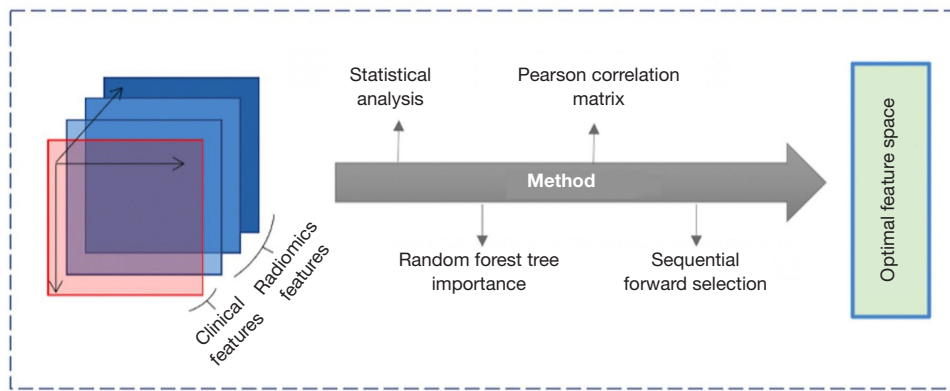 Statistical
analysis
Pearson correlation
matrix
Method
Random forest tree
importance
Sequential
forward selection
Clinical
features
Radiomics
features
Optimal feature space